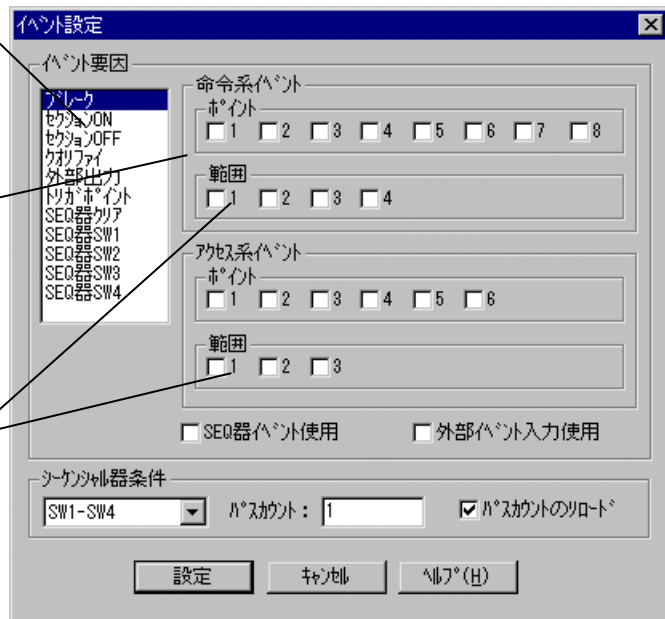 イベント設定
イベント要因
ブレーク
セクションON
セクションOFF
クオリファイ
外部出力
トリガポイント
SEQ器クリア
SEQ器SW1
SEQ器SW2
SEQ器SW3
SEQ器SW4
命令系イベント
ポイント
1 2 3 4 5 6 7 8
範囲
1 2 3 4
アクセス系イベント
ポイント
1 2 3 4 5 6
範囲
1 2 3
SEQ器イベント使用 外部イベント入力使用
シーケンシャル器条件
SW1-SW4 パスカウント： 1 パスカウントのリロード
設定 キャンセル ヘルプ(H)